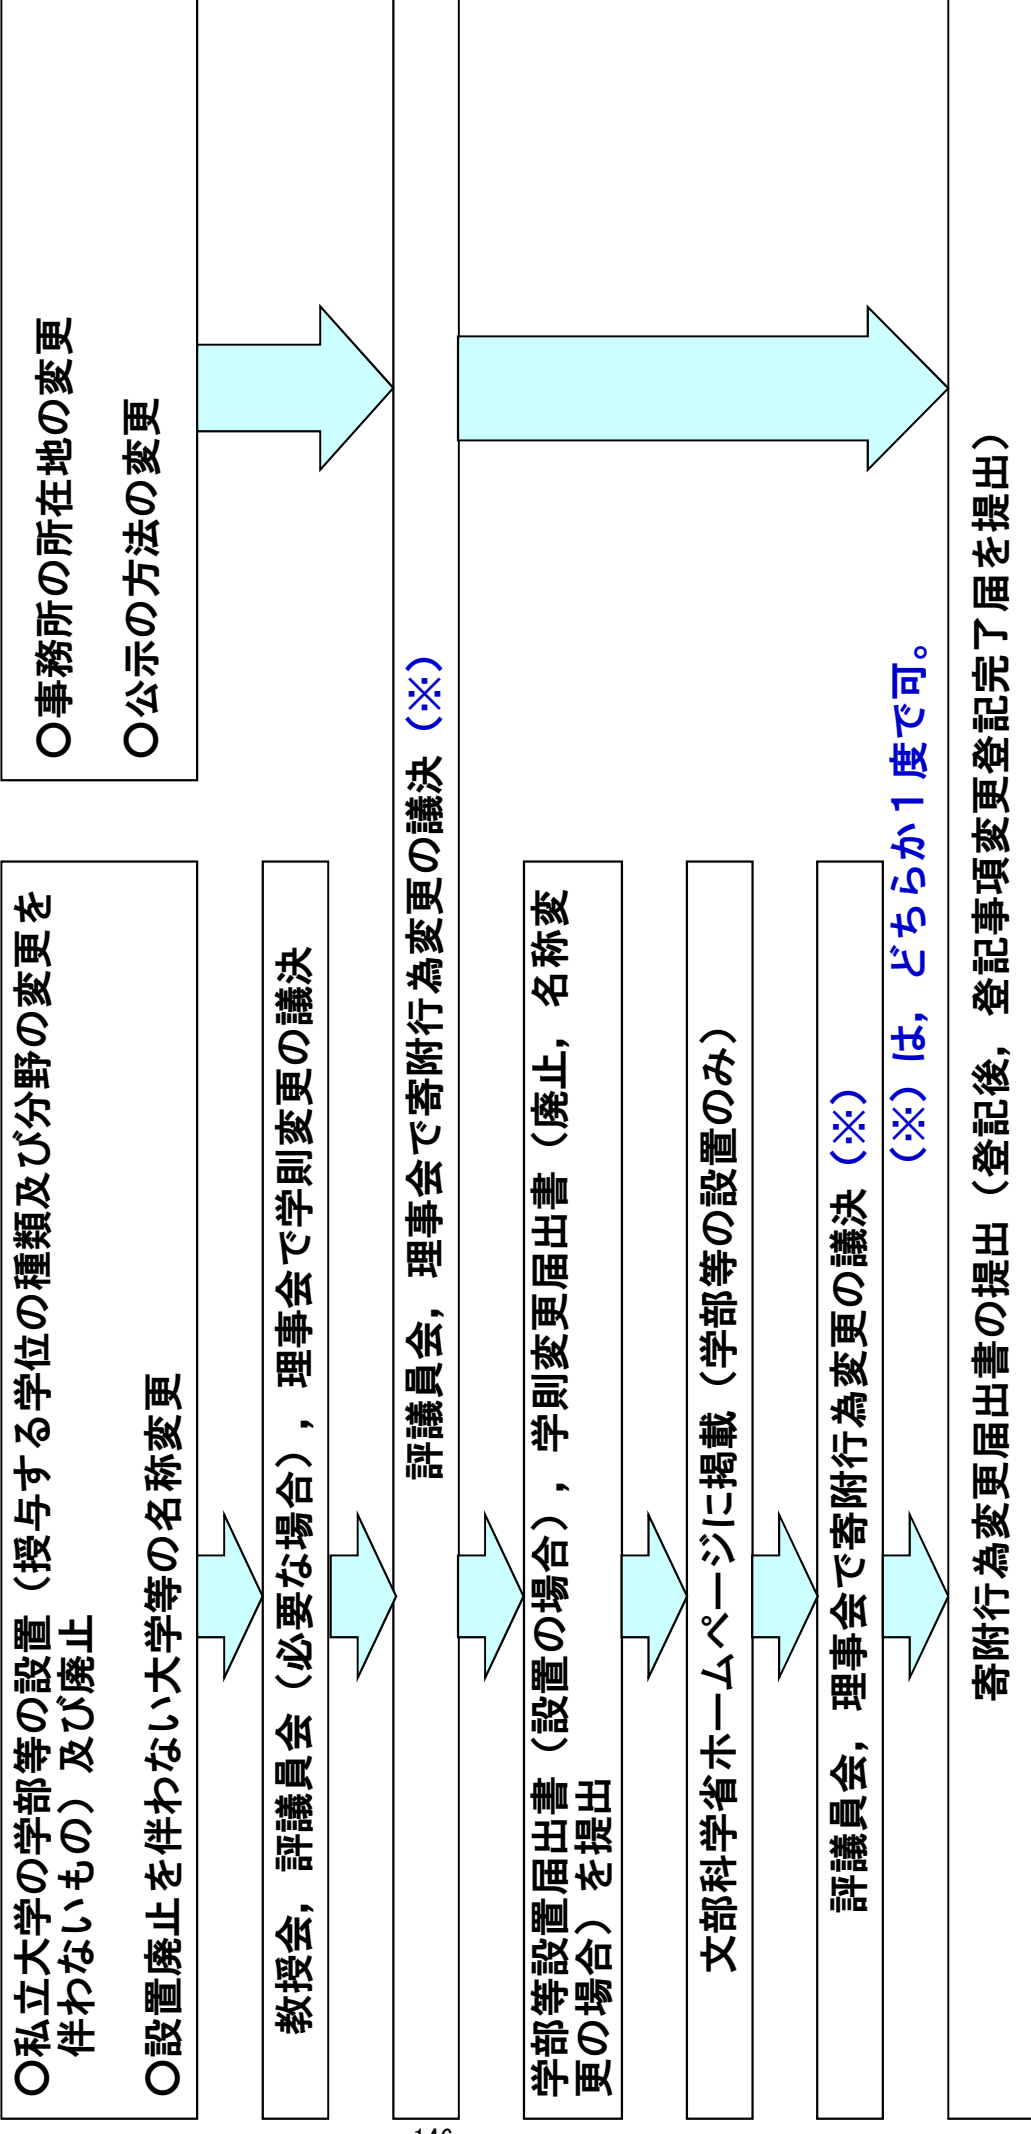 ○私立大学の学部等の設置（授与する学位の種類及び分野の変更を
伴わないもの）及び廃止
○設置廃止を伴わない大学等の名称変更
○事務所の所在地の変更
○公示の方法の変更
教授会，評議員会（必要な場合），理事会で学則変更の議決
評議員会，理事会で寄附行為変更の議決（※）
学部等設置届出書（設置の場合），学則変更届出書（廃止，名称変
更の場合）を提出
文部科学省ホームページに掲載（学部等の設置のみ）
評議員会，理事会で寄附行為変更の議決（※）
（※）は，どちらか１度で可。
寄附行為変更届出書の提出（登記後，登記事項変更登記完了届を提出）